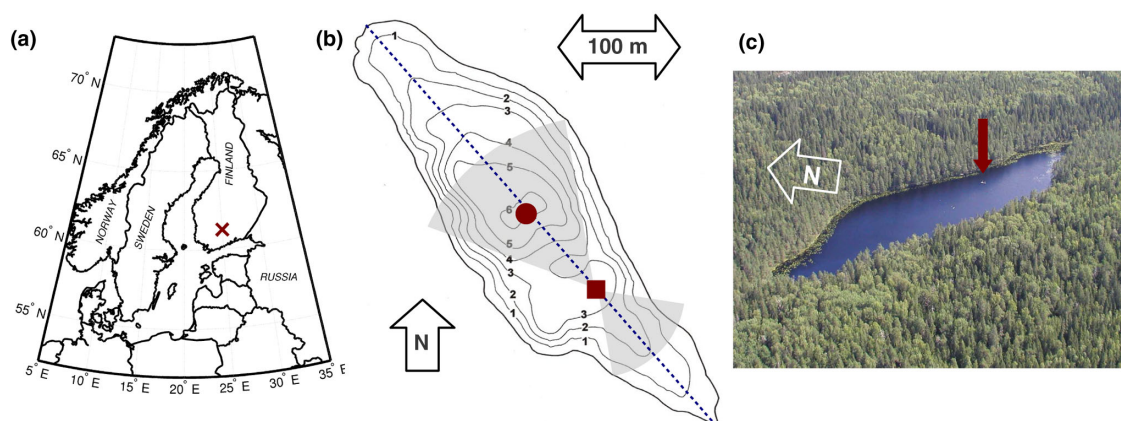 (a)
70° N
65° N
60° N
55° N
NORWAY
SWEDEN
FINLAND
RUSSIA
5° E
10° E
15° E
20° E
25° E
30° E
35° E
(b)
100 m
1
2
3
4
5
6
5
5
4
3
2
1
3
2
1
N
(c)
N